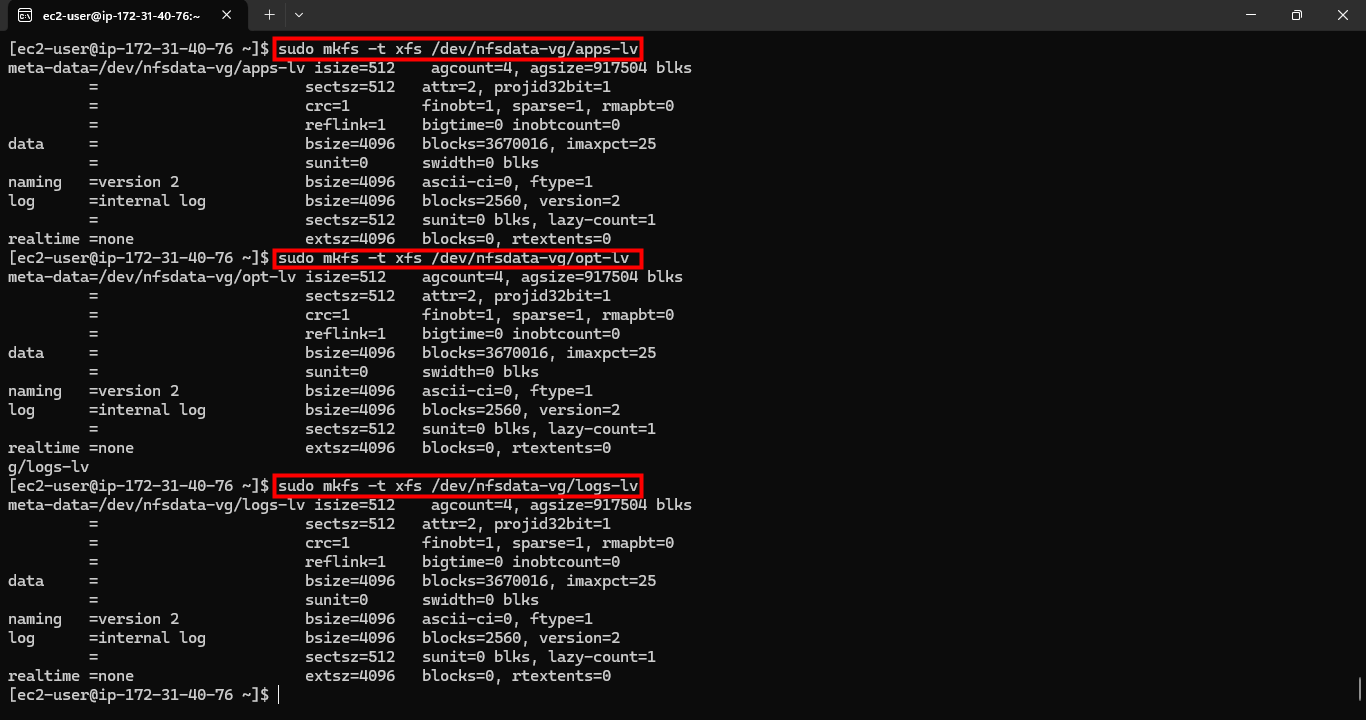 ec2-user@ip-172-31-40-76:~
[ec2-user@ip-172-31-40-76 ~]$ sudo mkfs -t xfs /dev/nfsdata-vg/apps-lv
meta-data=/dev/nfsdata-vg/apps-lv isize=512    agcount=4, agsize=917504 blks
         =                       sectsz=512   attr=2, projid32bit=1
         =                       crc=1        finobt=1, sparse=1, rmapbt=0
         =                       reflink=1    bigtime=0 inobtcount=0
data     =                       bsize=4096   blocks=3670016, imaxpct=25
         =                       sunit=0      swidth=0 blks
naming   =version 2              bsize=4096   ascii-ci=0, ftype=1
log      =internal log           bsize=4096   blocks=2560, version=2
         =                       sectsz=512   sunit=0 blks, lazy-count=1
realtime =none                   extsz=4096   blocks=0, rtextents=0
[ec2-user@ip-172-31-40-76 ~]$ sudo mkfs -t xfs /dev/nfsdata-vg/opt-lv
meta-data=/dev/nfsdata-vg/opt-lv isize=512    agcount=4, agsize=917504 blks
         =                       sectsz=512   attr=2, projid32bit=1
         =                       crc=1        finobt=1, sparse=1, rmapbt=0
         =                       reflink=1    bigtime=0 inobtcount=0
data     =                       bsize=4096   blocks=3670016, imaxpct=25
         =                       sunit=0      swidth=0 blks
naming   =version 2              bsize=4096   ascii-ci=0, ftype=1
log      =internal log           bsize=4096   blocks=2560, version=2
         =                       sectsz=512   sunit=0 blks, lazy-count=1
realtime =none                   extsz=4096   blocks=0, rtextents=0
g/logs-lv
[ec2-user@ip-172-31-40-76 ~]$ sudo mkfs -t xfs /dev/nfsdata-vg/logs-lv
meta-data=/dev/nfsdata-vg/logs-lv isize=512    agcount=4, agsize=917504 blks
         =                       sectsz=512   attr=2, projid32bit=1
         =                       crc=1        finobt=1, sparse=1, rmapbt=0
         =                       reflink=1    bigtime=0 inobtcount=0
data     =                       bsize=4096   blocks=3670016, imaxpct=25
         =                       sunit=0      swidth=0 blks
naming   =version 2              bsize=4096   ascii-ci=0, ftype=1
log      =internal log           bsize=4096   blocks=2560, version=2
         =                       sectsz=512   sunit=0 blks, lazy-count=1
realtime =none                   extsz=4096   blocks=0, rtextents=0
[ec2-user@ip-172-31-40-76 ~]$